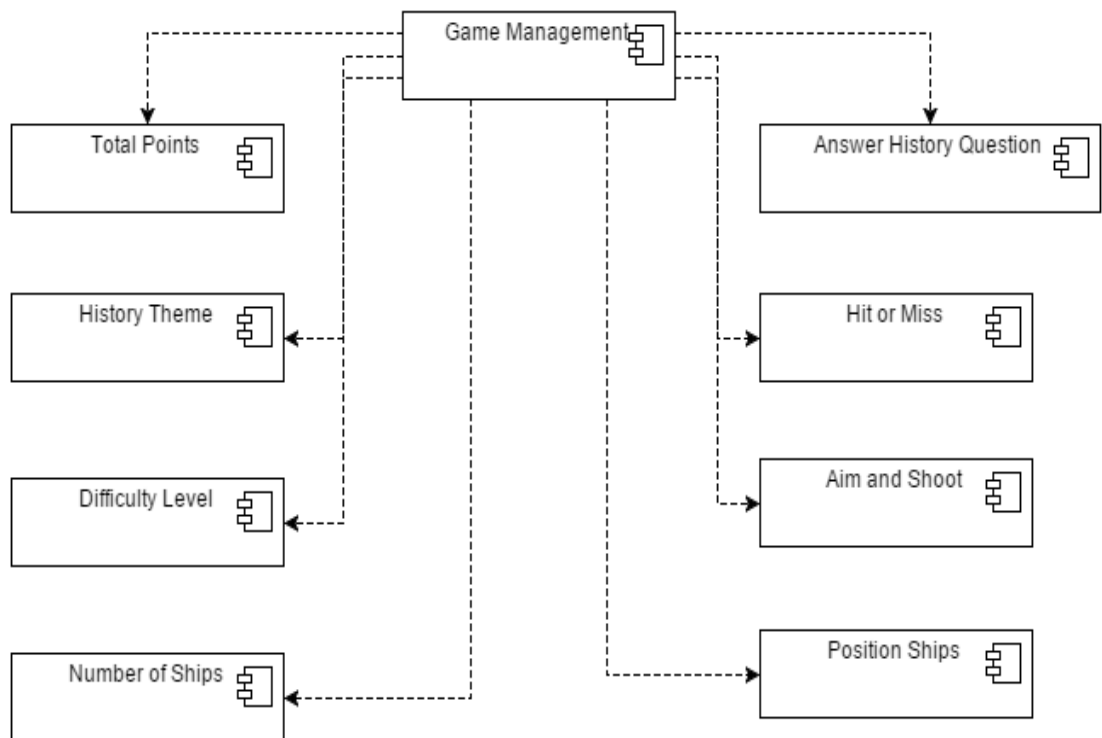 Game Management
Total Points
Answer History Question
History Theme
Hit or Miss
Difficulty Level
Aim and Shoot
Number of Ships
Position Ships